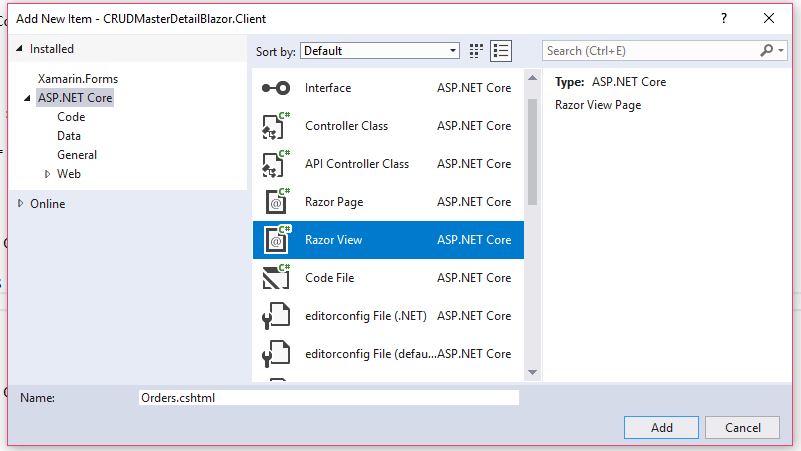 Add New Item - CRUDMasterDetailBlazor.Client
Installed
Xamarin.Forms
ASP.NET Core
Code
Data
General
Web
Online
Sort by: Default
Search (Ctrl+E)
Interface ASP.NET Core
Controller Class ASP.NET Core
API Controller Class ASP.NET Core
Razor Page ASP.NET Core
Razor View ASP.NET Core
Code File ASP.NET Core
editorconfig File (.NET) ASP.NET Core
editorconfig File (defau...ASP.NET Core
Type: ASP.NET Core
Razor View Page
Name: Orders.cshtml
Add Cancel